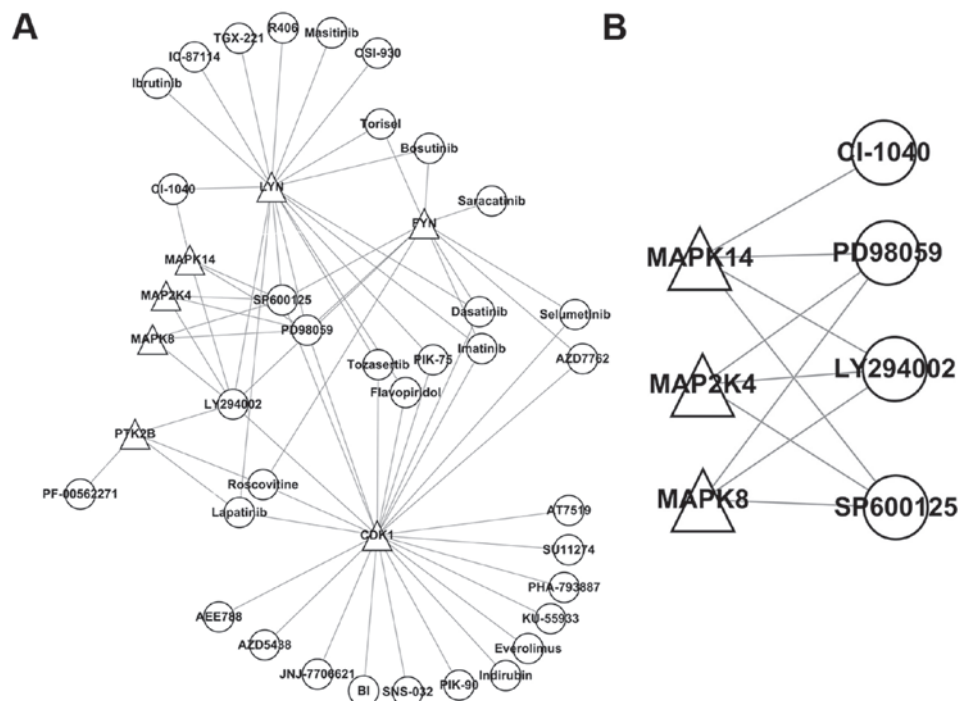 A
B
R406
TGX-221
Masitinib
IC-87114
CSI-930
Ibrutinib
Torisel
Bosutinib
CI-1040
LYN
Saracatinib
FYN
MAPK14
MAP2K4
SP600125
MAPK8
PD98059
Dasatinib
Selumetinib
Imatinib
Tozasertib
PIK-75
AZD7762
Flavopiridol
LY294002
PTK2B
PF-00562271
Roscovitine
Lapatinib
CDK1
AT7519
SU11274
PHA-793887
AEE788
KU-55933
AZD5438
Everolimus
JNJ-7706621
Indirubin
BI
SNS-032
PIK-90
CI-1040
MAPK14
PD98059
MAP2K4
LY294002
MAPK8
SP600125